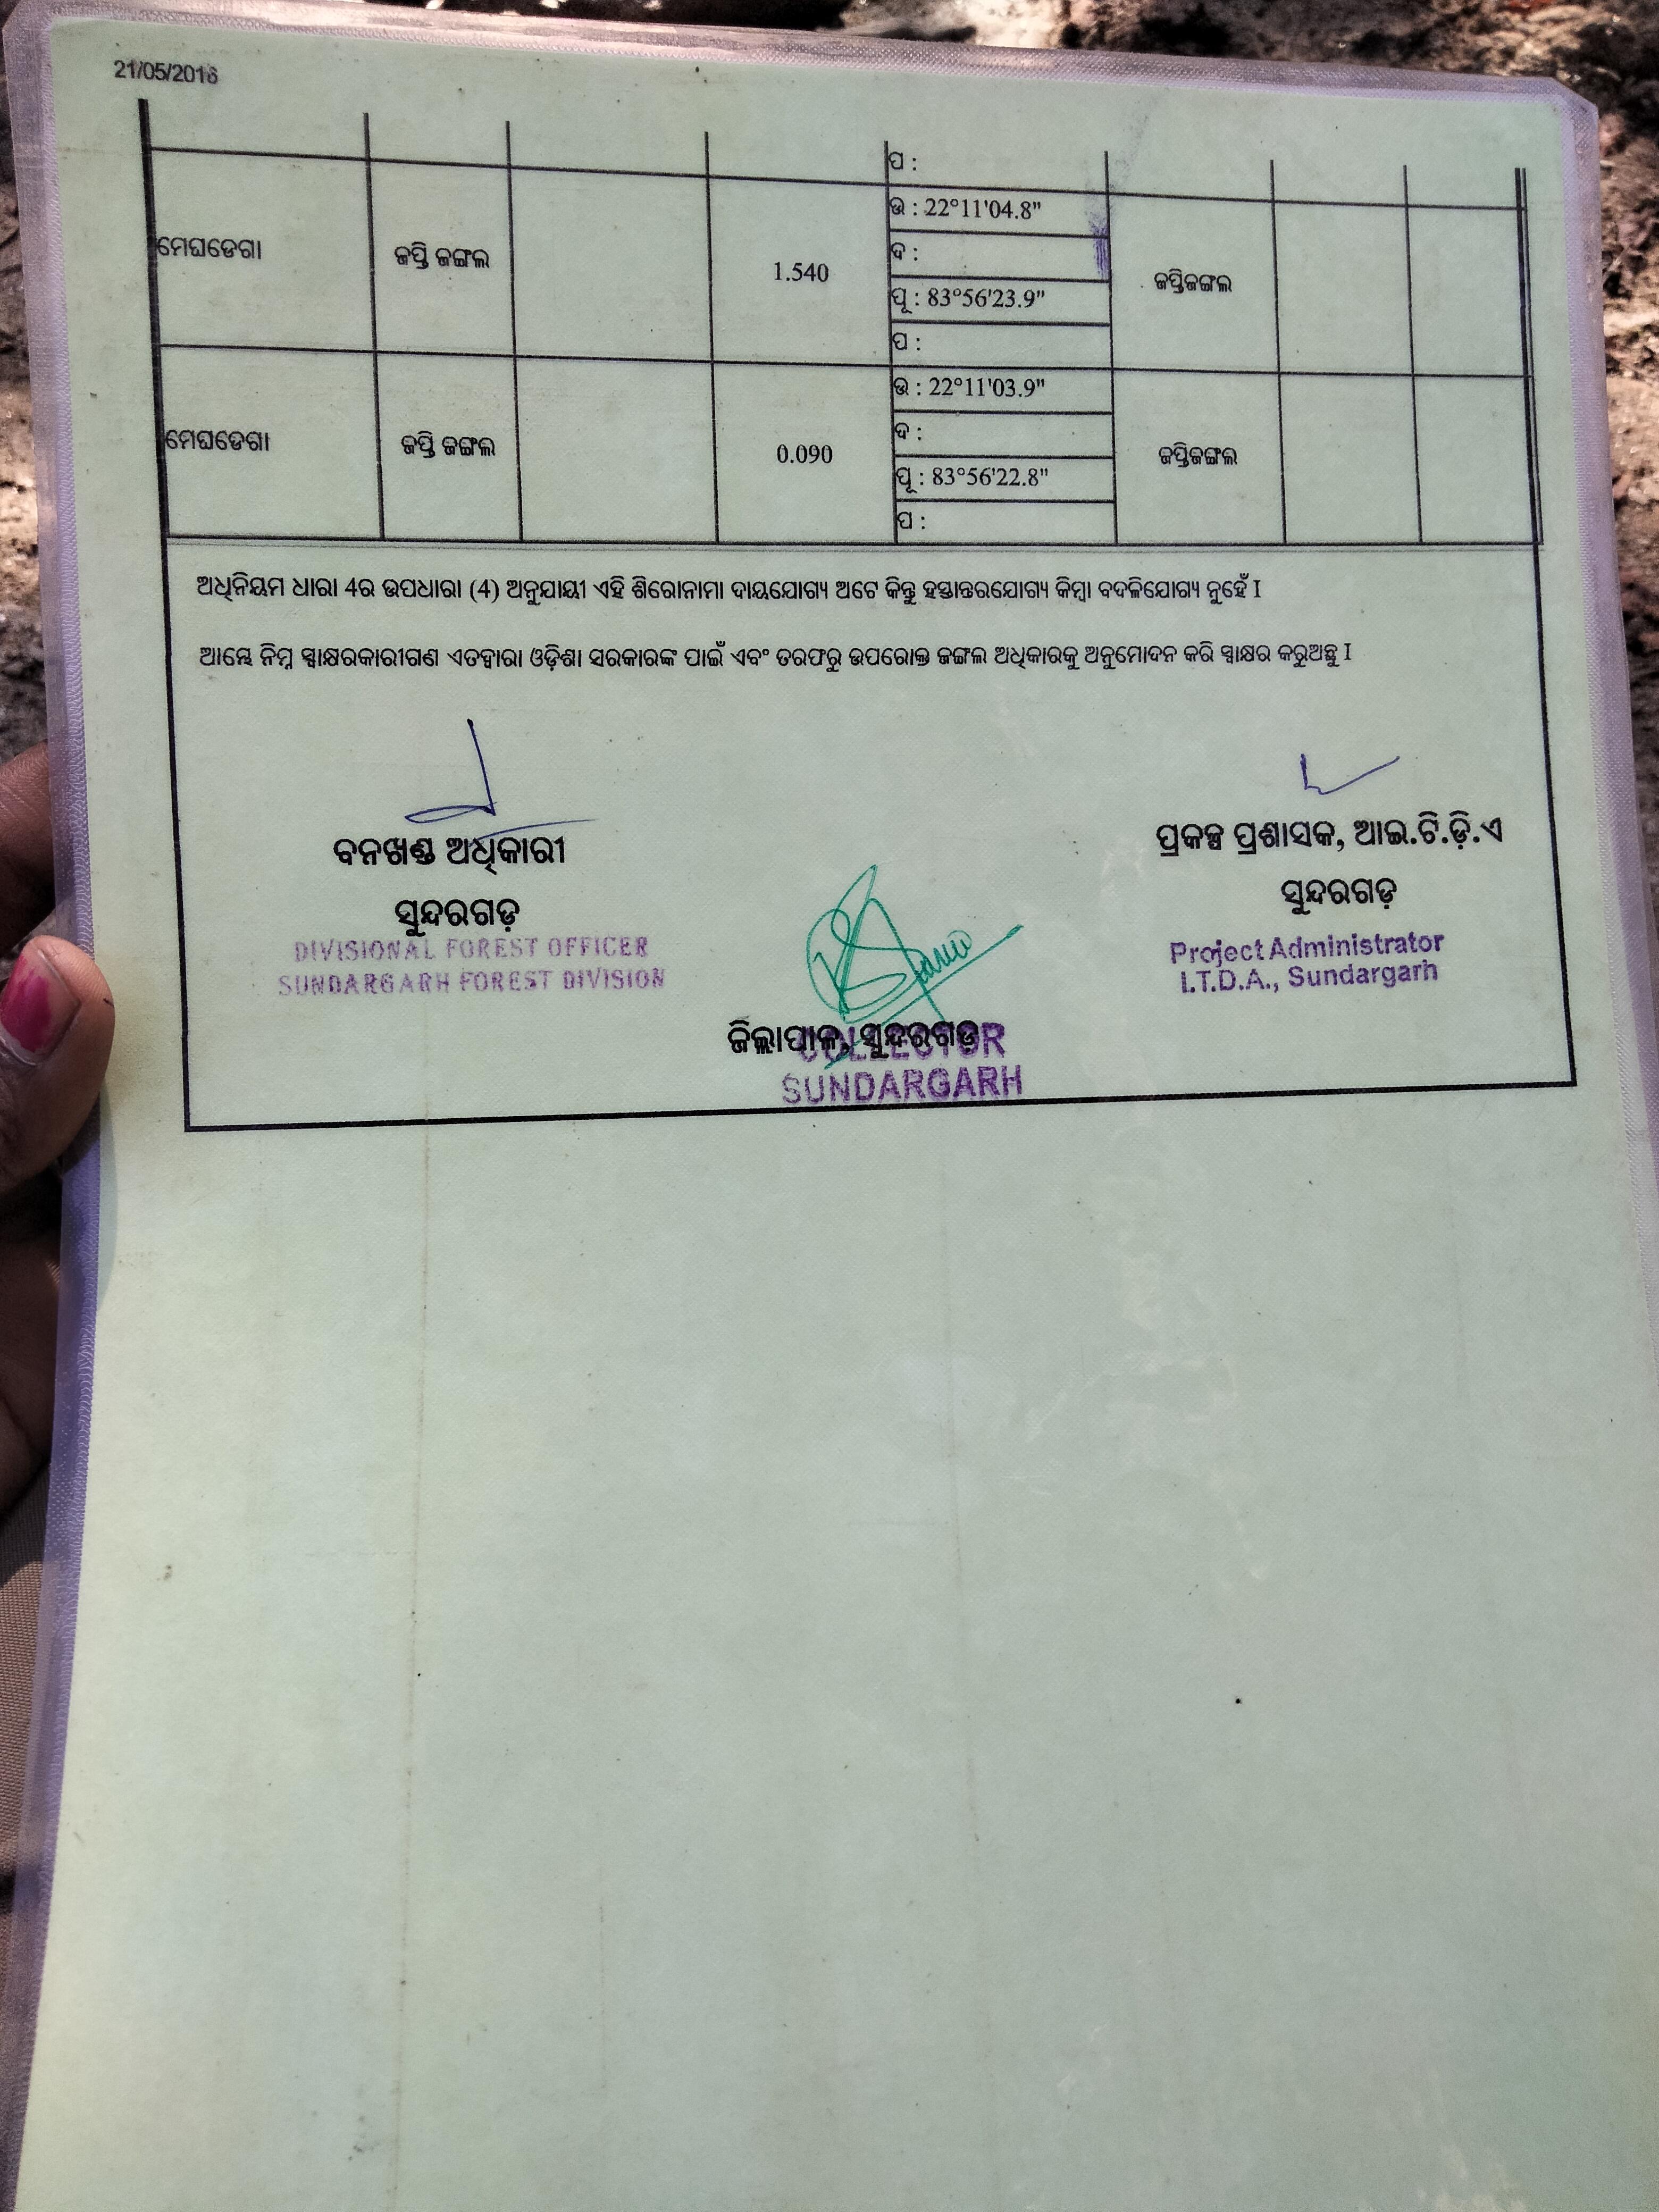 21/05/2016
ପ :
ମେଘଡେଗା
ଜପ୍ତି ଜଙ୍ଗଲ
1.540
ଉ : 22°11'04.8"
ଦ :
ପୂ : 83°56'23.9"
ପ :
ଜପ୍ତିଜଙ୍ଗଲ
ମେଘଡେଗା
ଜପ୍ତି ଜଙ୍ଗଲ
0.090
ଉ : 22°11'03.9"
ଦ :
ପୂ : 83°56'22.8"
ପ :
ଜପ୍ତିଜଙ୍ଗଲ
ଅଧିନିୟମ ଧାରା 4ର ଉପଧାରା (4) ଅନୁଯାୟୀ ଏହି ଶିରୋନାମା ଦାୟଯୋଗ୍ୟ ଅଟେ କିନ୍ତୁ ହସ୍ତାନ୍ତରଯୋଗ୍ୟ କିମ୍ବା ବଦଳିଯୋଗ୍ୟ ନୁହେଁ I
ଆମ୍ଭେ ନିମ୍ନ ସ୍ୱାକ୍ଷରକାରୀଗଣ ଏତଦ୍ୱାରା ଓଡ଼ିଶା ସରକାରଙ୍କ ପାଇଁ ଏବଂ ତରଫରୁ ଉପରୋକ୍ତ ଜଙ୍ଗଲ ଅଧିକାରକୁ ଅନୁମୋଦନ କରି ସ୍ୱାକ୍ଷର କରୁଅଛୁ I
ବନଖଣ୍ଡ ଅଧିକାରୀ
ସୁନ୍ଦରଗଡ଼
DIVISIONAL FOREST OFFICER
SUNDARGARH FOREST DIVISION
ପ୍ରକଳ୍ପ ପ୍ରଶାସକ, ଆଇ.ଟି.ଡ଼ି.ଏ
ସୁନ୍ଦରଗଡ଼
Project Administrator
I.T.D.A., Sundargarh
ଜିଲ୍ଲାପାଳ, ସୁନ୍ଦରଗଡ଼
COLLECTOR
SUNDARGARH